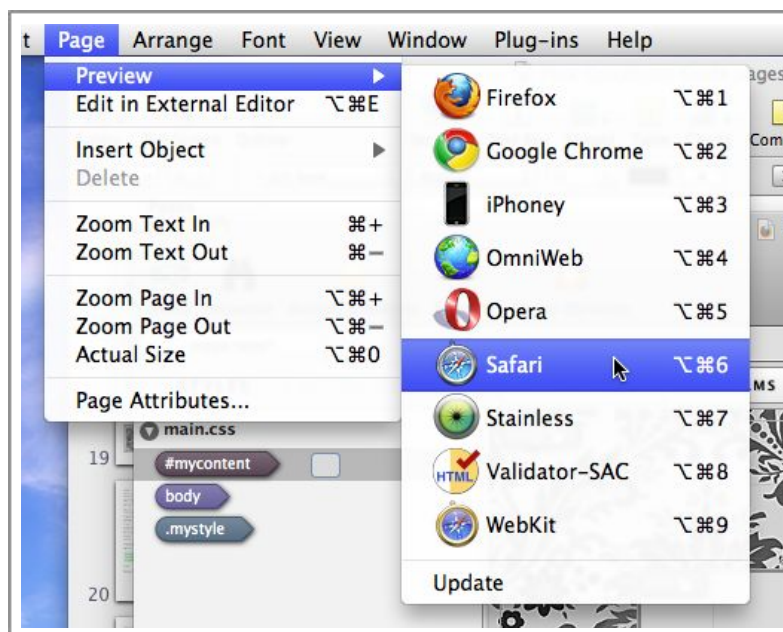 t Page Arrange Font View Window Plug-ins Help
Preview
Edit in External Editor ⌥⌘E
Insert Object
Delete
Zoom Text In ⌘+
Zoom Text Out ⌘−
Zoom Page In ⌥⌘+
Zoom Page Out ⌥⌘−
Actual Size ⌥⌘0
Page Attributes...
Firefox ⌥⌘1
Google Chrome ⌥⌘2
iPhoney ⌥⌘3
OmniWeb ⌥⌘4
Opera ⌥⌘5
Safari ⌥⌘6
Stainless ⌥⌘7
HTML Validator-SAC ⌥⌘8
WebKit ⌥⌘9
Update
ages
Com
MS
main.css
19
#mycontent
body
.mystyle
20